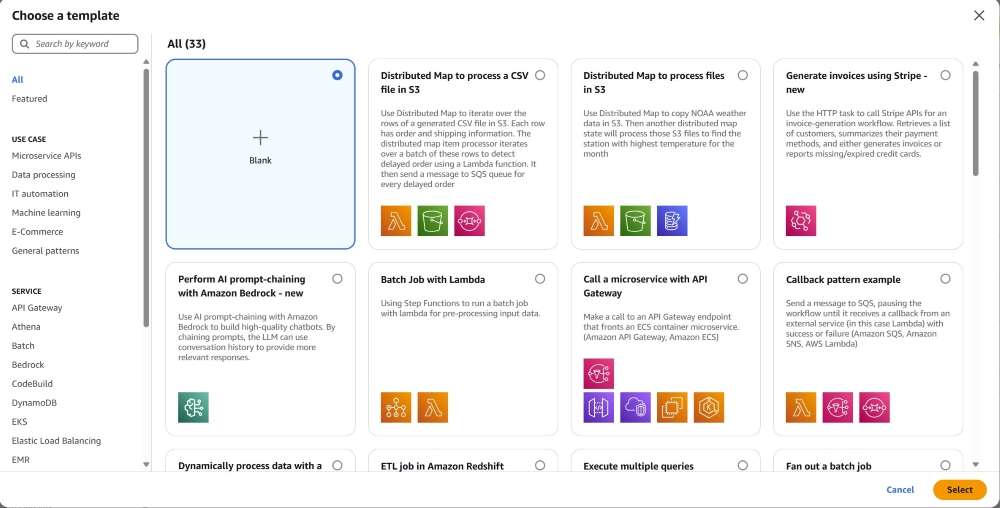 Choose a template
Search by keyword
All
Featured
USE CASE
Microservice APIs
Data processing
IT automation
Machine learning
E-Commerce
General patterns
SERVICE
API Gateway
Athena
Batch
Bedrock
CodeBuild
DynamoDB
EKS
Elastic Load Balancing
EMR
All (33)
Blank
Distributed Map to process a CSV
file in S3
Use Distributed Map to iterate over the
rows of a generated CSV file in S3. Each row
has order and shipping information. The
distributed map item processor iterates
over a batch of these rows to detect
delayed order using a Lambda function. It
then send a message to SQS queue for
every delayed order
Distributed Map to process files
in S3
Use Distributed Map to copy NOAA weather
data in S3. Then another distributed map
state will process those S3 files to find the
station with highest temperature for the
month
Generate invoices using Stripe -
new
Use the HTTP task to call Stripe APIs for an
invoice-generation workflow. Retrieves a list
of customers, summarizes their payment
methods, and either generates invoices or
reports missing/expired credit cards.
Perform AI prompt-chaining
with Amazon Bedrock - new
Use AI prompt-chaining with Amazon
Bedrock to build high-quality chatbots. By
chaining prompts, the LLM can use
conversation history to provide more
relevant responses.
Batch Job with Lambda
Using Step Functions to run a batch job
with lambda for pre-processing input data.
Call a microservice with API
Gateway
Make a call to an API Gateway endpoint
that fronts an ECS container microservice.
(Amazon API Gateway, Amazon ECS)
Callback pattern example
Send a message to SQS, pausing the
workflow until it receives a callback from an
external service (in this case Lambda) with
success or failure (Amazon SQS, Amazon
SNS, AWS Lambda)
Dynamically process data with a
ETL job in Amazon Redshift
Execute multiple queries
Fan out a batch job
Cancel
Select